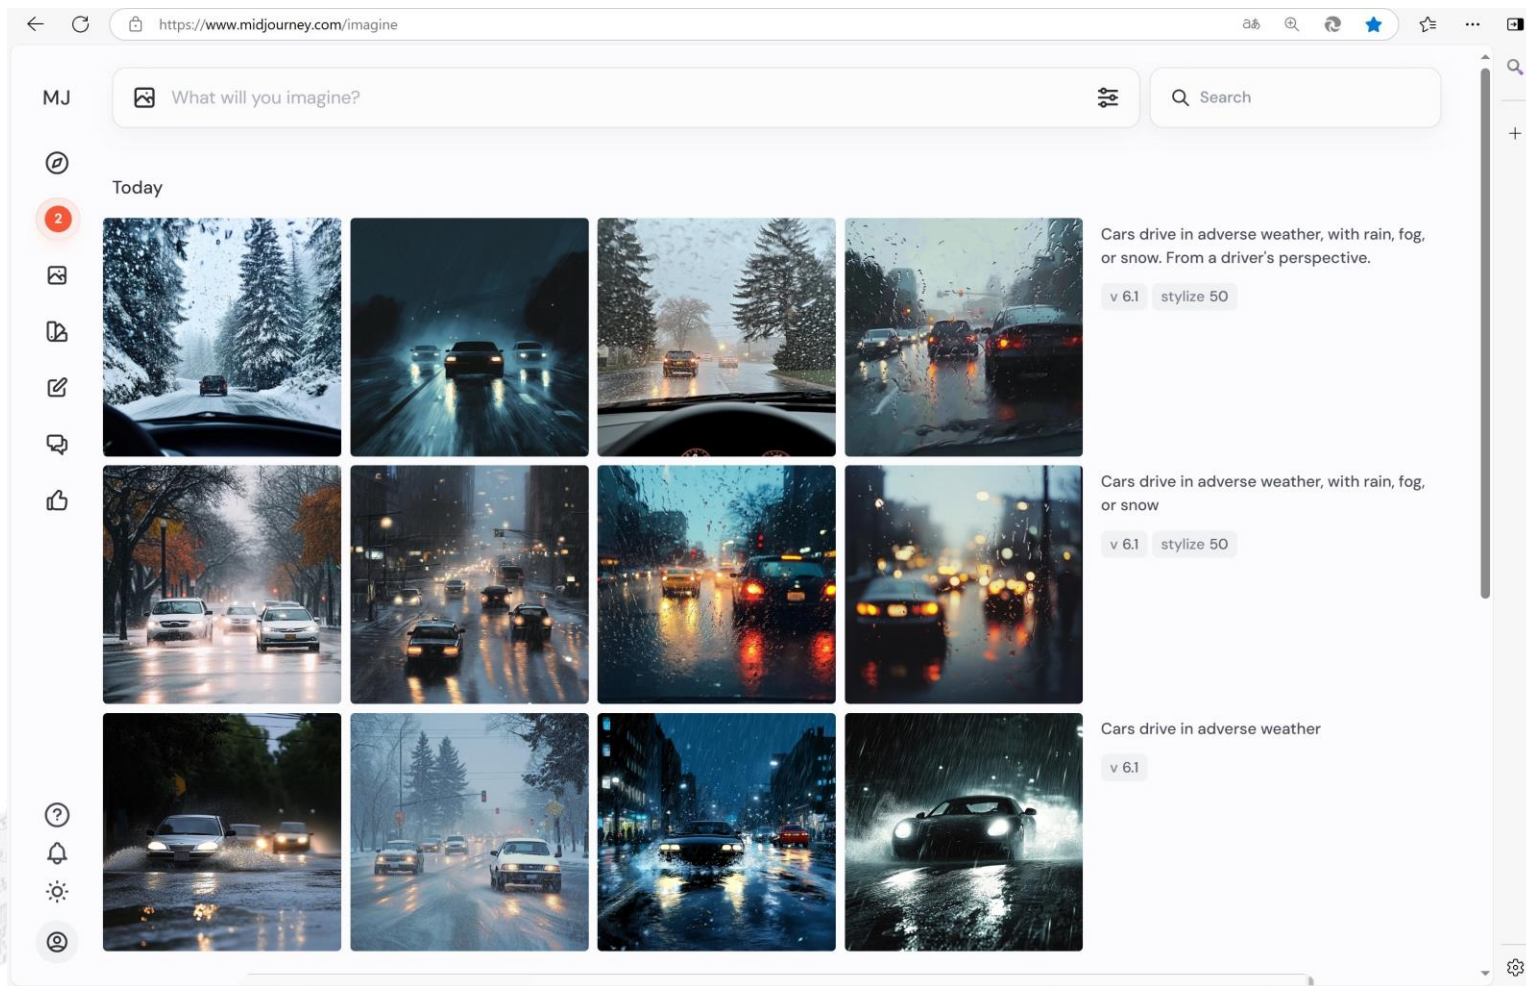 https://www.midjourney.com/imagine
aあ
MJ
What will you imagine?
Search
2
Today
Cars drive in adverse weather, with rain, fog,
or snow. From a driver's perspective.
v 6.1 stylize 50
Cars drive in adverse weather, with rain, fog,
or snow
v 6.1 stylize 50
Cars drive in adverse weather
v 6.1